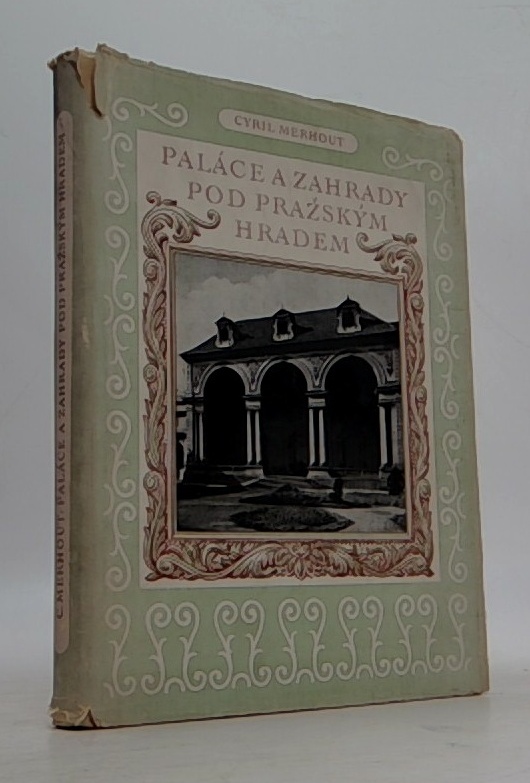 CYRIL MERHOUT
PALÁCE A ZAHRADY
POD PRAŽSKÝM
HRADEM
C. MERHOUT: PALÁCE A ZAHRADY POD PRAŽSKÝM HRADEM